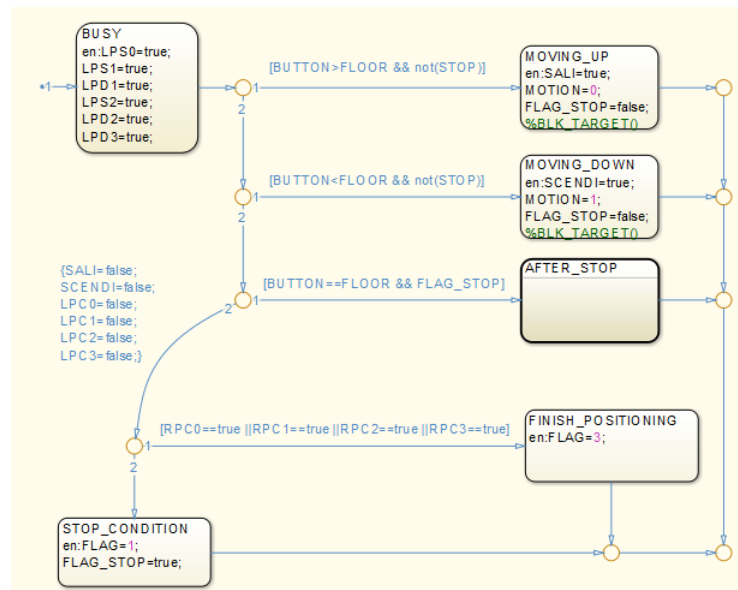 BUSY
en:LPS0=true;
LPS1=true;
LPD1=true;
LPS2=true;
LPD2=true;
LPD3=true;
1
1
2
[BUTTON>FLOOR && not(STOP)]
MOVING_UP
en:SALI=true;
MOTION=0;
FLAG_STOP=false;
%BLK_TARGET()
1
2
[BUTTON<FLOOR && not(STOP)]
MOVING_DOWN
en:SCENDI=true;
MOTION=1;
FLAG_STOP=false;
%BLK_TARGET()
{SALI=false;
SCENDI=false;
LPC0=false;
LPC1=false;
LPC2=false;
LPC3=false;}
1
2
[BUTTON==FLOOR && FLAG_STOP]
AFTER_STOP
1
2
[RPC0==true ||RPC1==true ||RPC2==true ||RPC3==true]
FINISH_POSITIONING
en:FLAG=3;
STOP_CONDITION
en:FLAG=1;
FLAG_STOP=true;